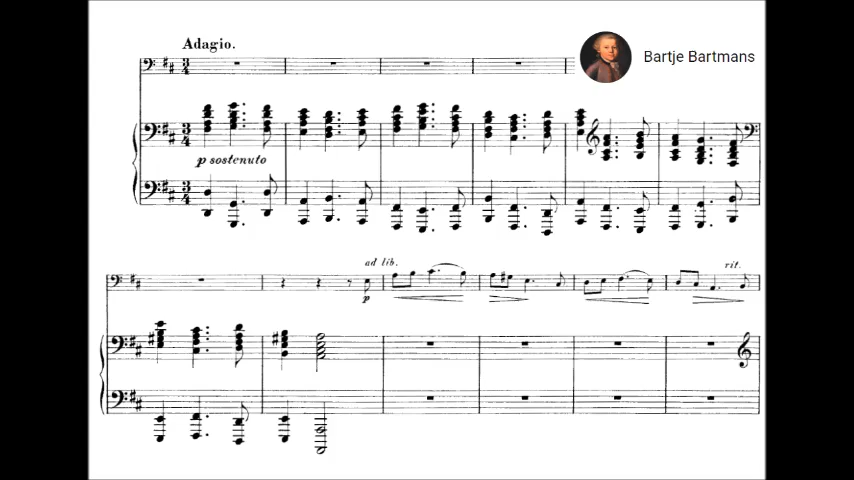 Adagio.
Bartje Bartmans
p sostenuto
ad lib.
p
rit.